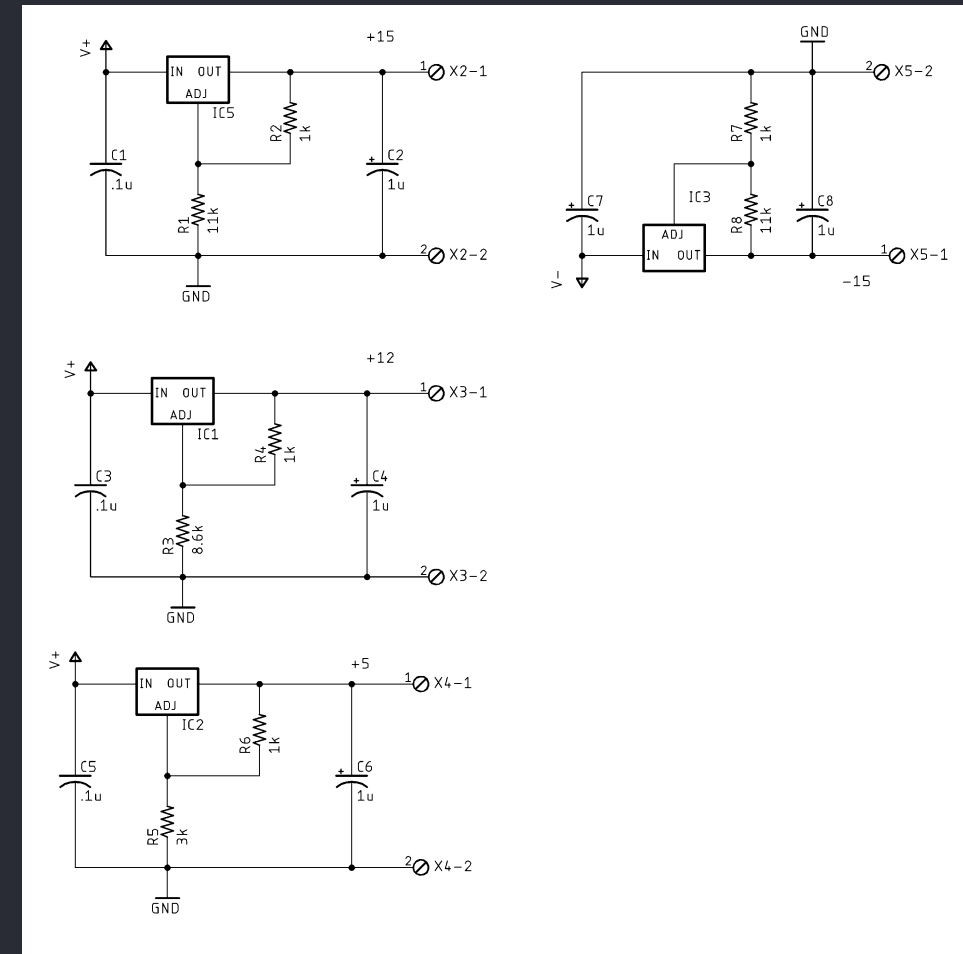 V+
+15
IN OUT
ADJ
IC5
1
X2-1
R2
1k
C1
.1u
C2
1u
+
R1
11k
2
X2-2
GND
GND
2
X5-2
R7
1k
IC3
C7
1u
+
R8
11k
C8
1u
+
ADJ
IN OUT
V-
1
X5-1
-15
V+
+12
IN OUT
ADJ
IC1
1
X3-1
R4
1k
C3
.1u
C4
1u
+
R3
8.6k
2
X3-2
GND
V+
+5
IN OUT
ADJ
IC2
1
X4-1
R6
1k
C5
.1u
C6
1u
+
R5
3k
2
X4-2
GND